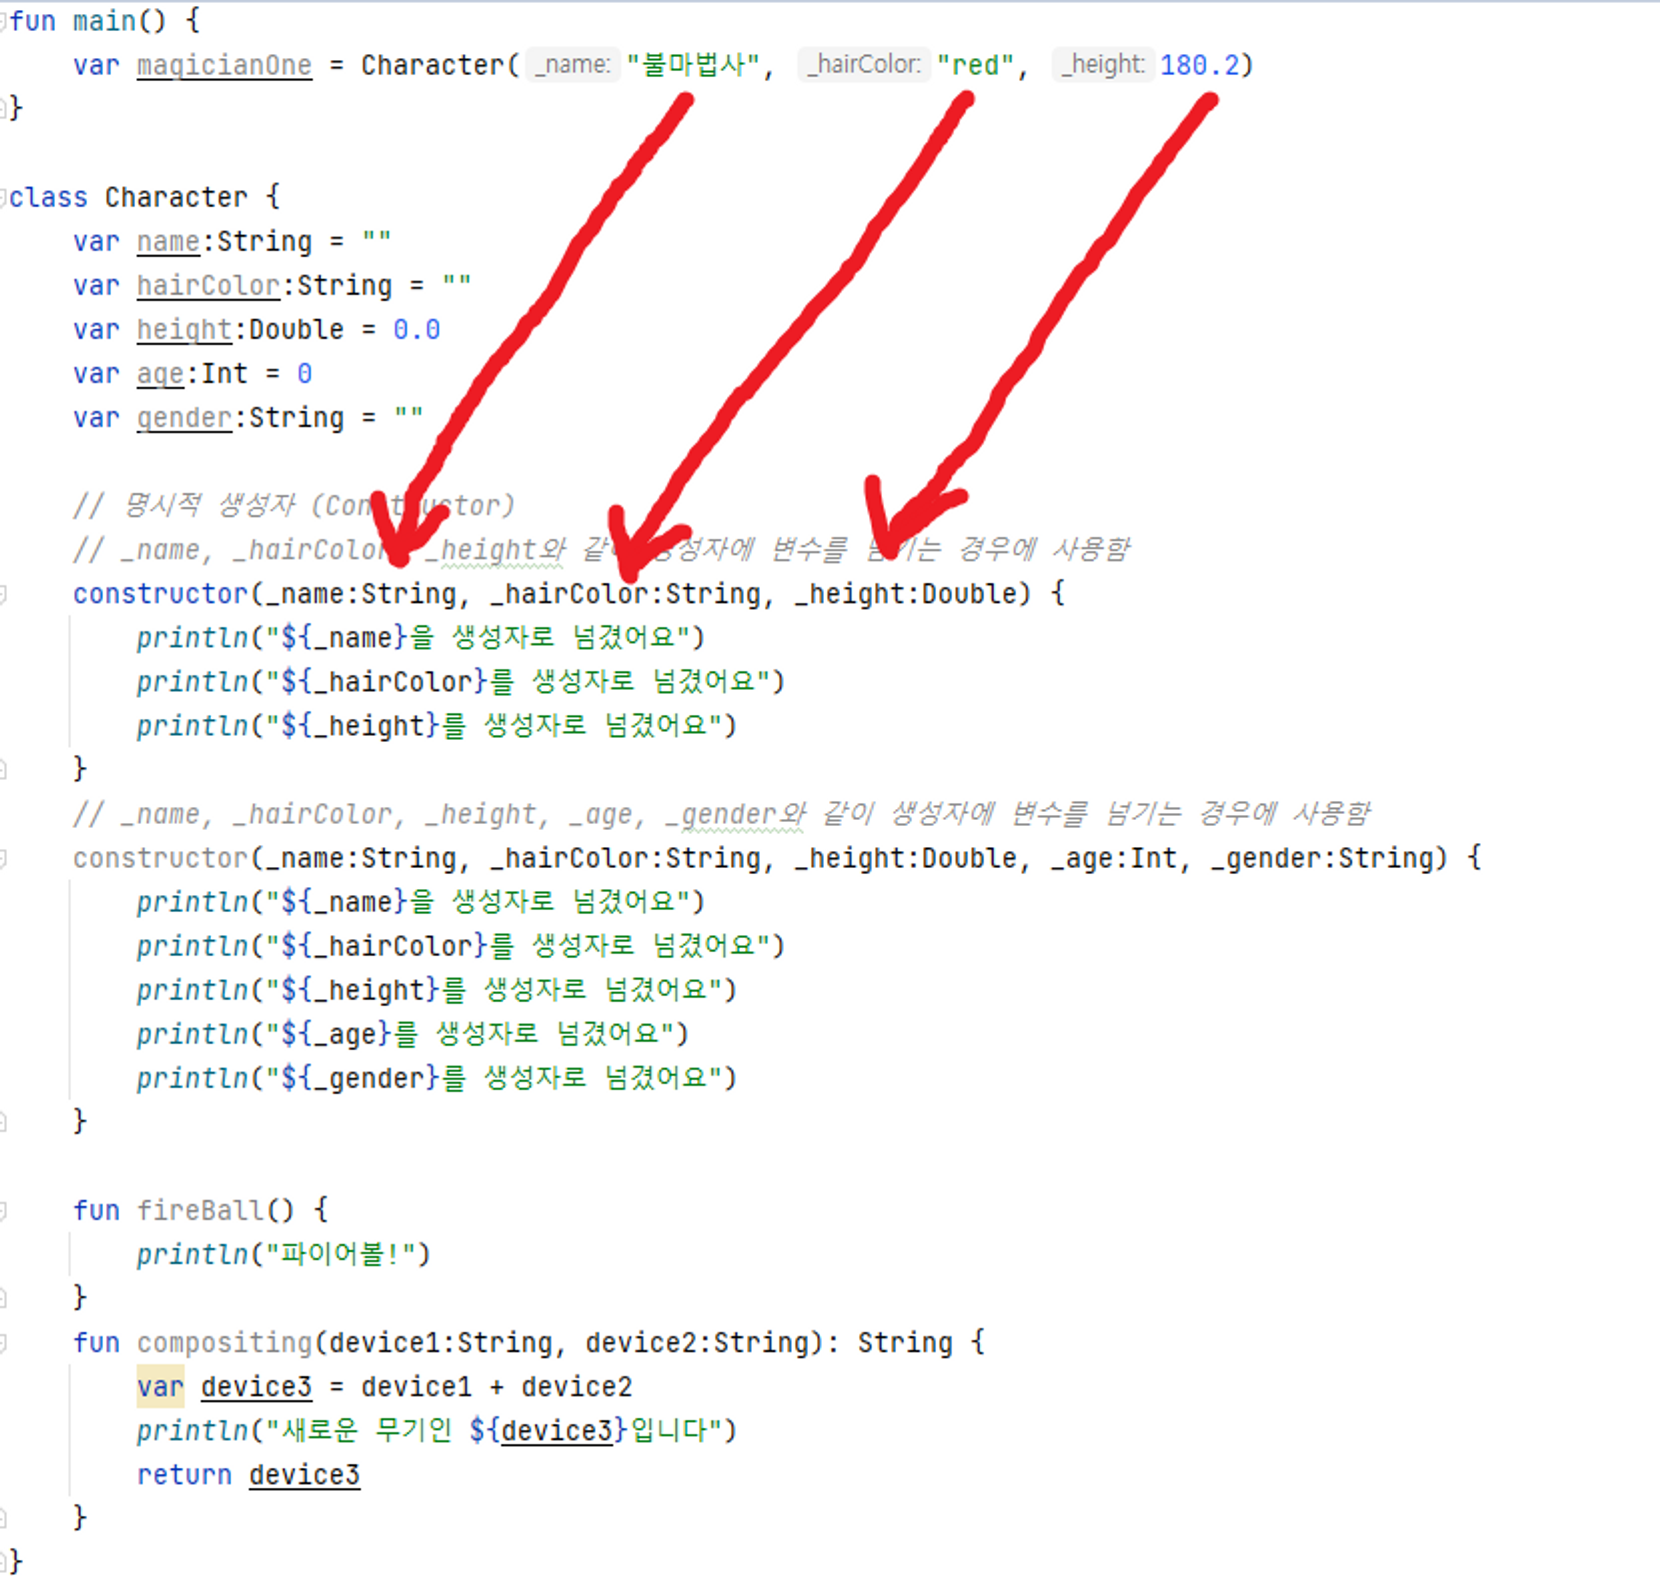 fun main() {
    var magicianOne = Character( _name: "불마법사", _hairColor: "red", _height: 180.2)
}
class Character {
    var name:String = ""
    var hairColor:String = ""
    var height:Double = 0.0
    var age:Int = 0
    var gender:String = ""
    // 명시적 생성자 (Constructor)
    // _name, _hairColor, _height와 같이 생성자에 변수를 넘기는 경우에 사용함
    constructor(_name:String, _hairColor:String, _height:Double) {
        println("${_name}을 생성자로 넘겼어요")
        println("${_hairColor}를 생성자로 넘겼어요")
        println("${_height}를 생성자로 넘겼어요")
    }
    // _name, _hairColor, _height, _age, _gender와 같이 생성자에 변수를 넘기는 경우에 사용함
    constructor(_name:String, _hairColor:String, _height:Double, _age:Int, _gender:String) {
        println("${_name}을 생성자로 넘겼어요")
        println("${_hairColor}를 생성자로 넘겼어요")
        println("${_height}를 생성자로 넘겼어요")
        println("${_age}를 생성자로 넘겼어요")
        println("${_gender}를 생성자로 넘겼어요")
    }
    fun fireBall() {
        println("파이어볼!")
    }
    fun compositing(device1:String, device2:String): String {
        var device3 = device1 + device2
        println("새로운 무기인 ${device3}입니다")
        return device3
    }
}